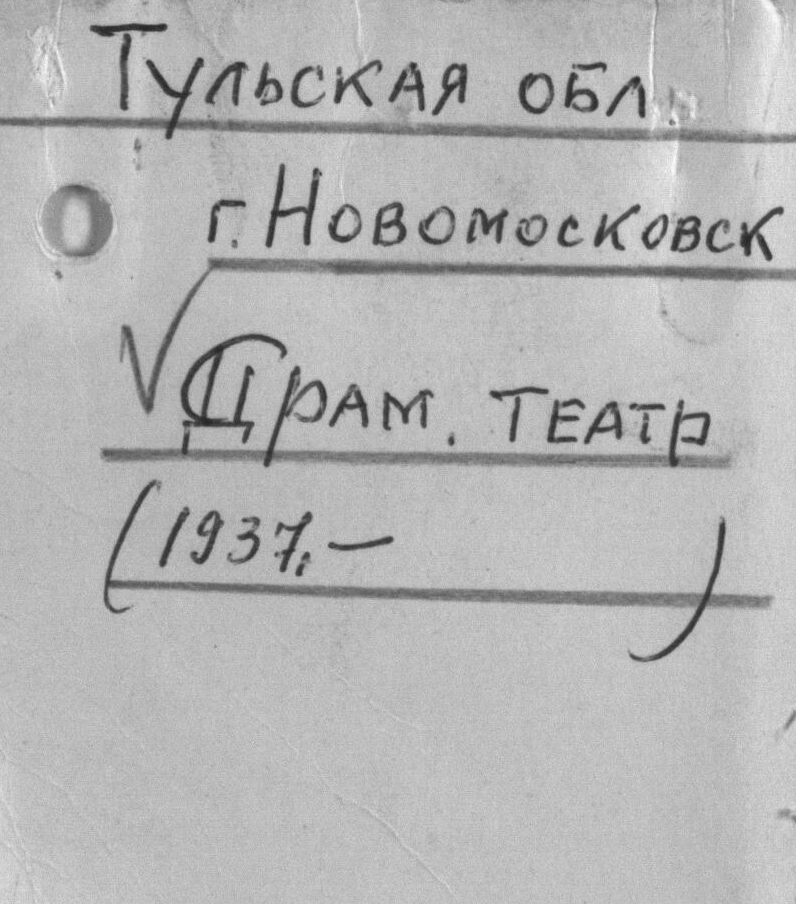 Тульская обл.
г. Новомосковск
√ Драм. театр
(1937, — )